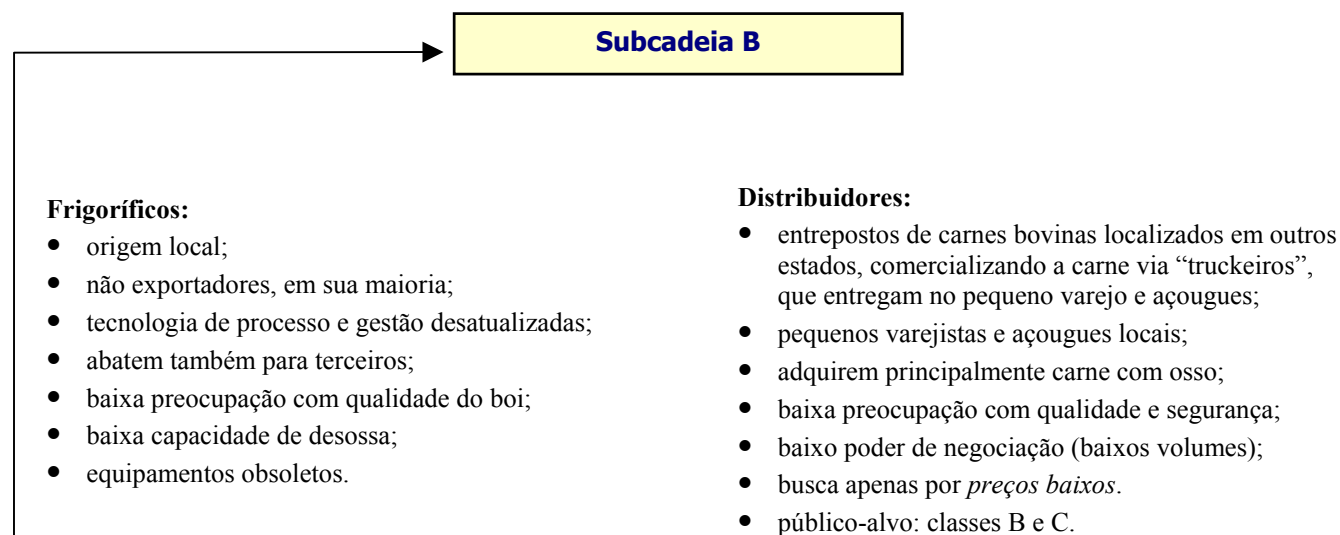 Subcadeia B
Frigoríficos:
• origem local;
• não exportadores, em sua maioria;
• tecnologia de processo e gestão desatualizadas;
• abatem também para terceiros;
• baixa preocupação com qualidade do boi;
• baixa capacidade de desossa;
• equipamentos obsoletos.
Distribuidores:
• entrepostos de carnes bovinas localizados em outros
estados, comercializando a carne via “truckeiros”,
que entregam no pequeno varejo e açougues;
• pequenos varejistas e açougues locais;
• adquirem principalmente carne com osso;
• baixa preocupação com qualidade e segurança;
• baixo poder de negociação (baixos volumes);
• busca apenas por preços baixos.
• público-alvo: classes B e C.